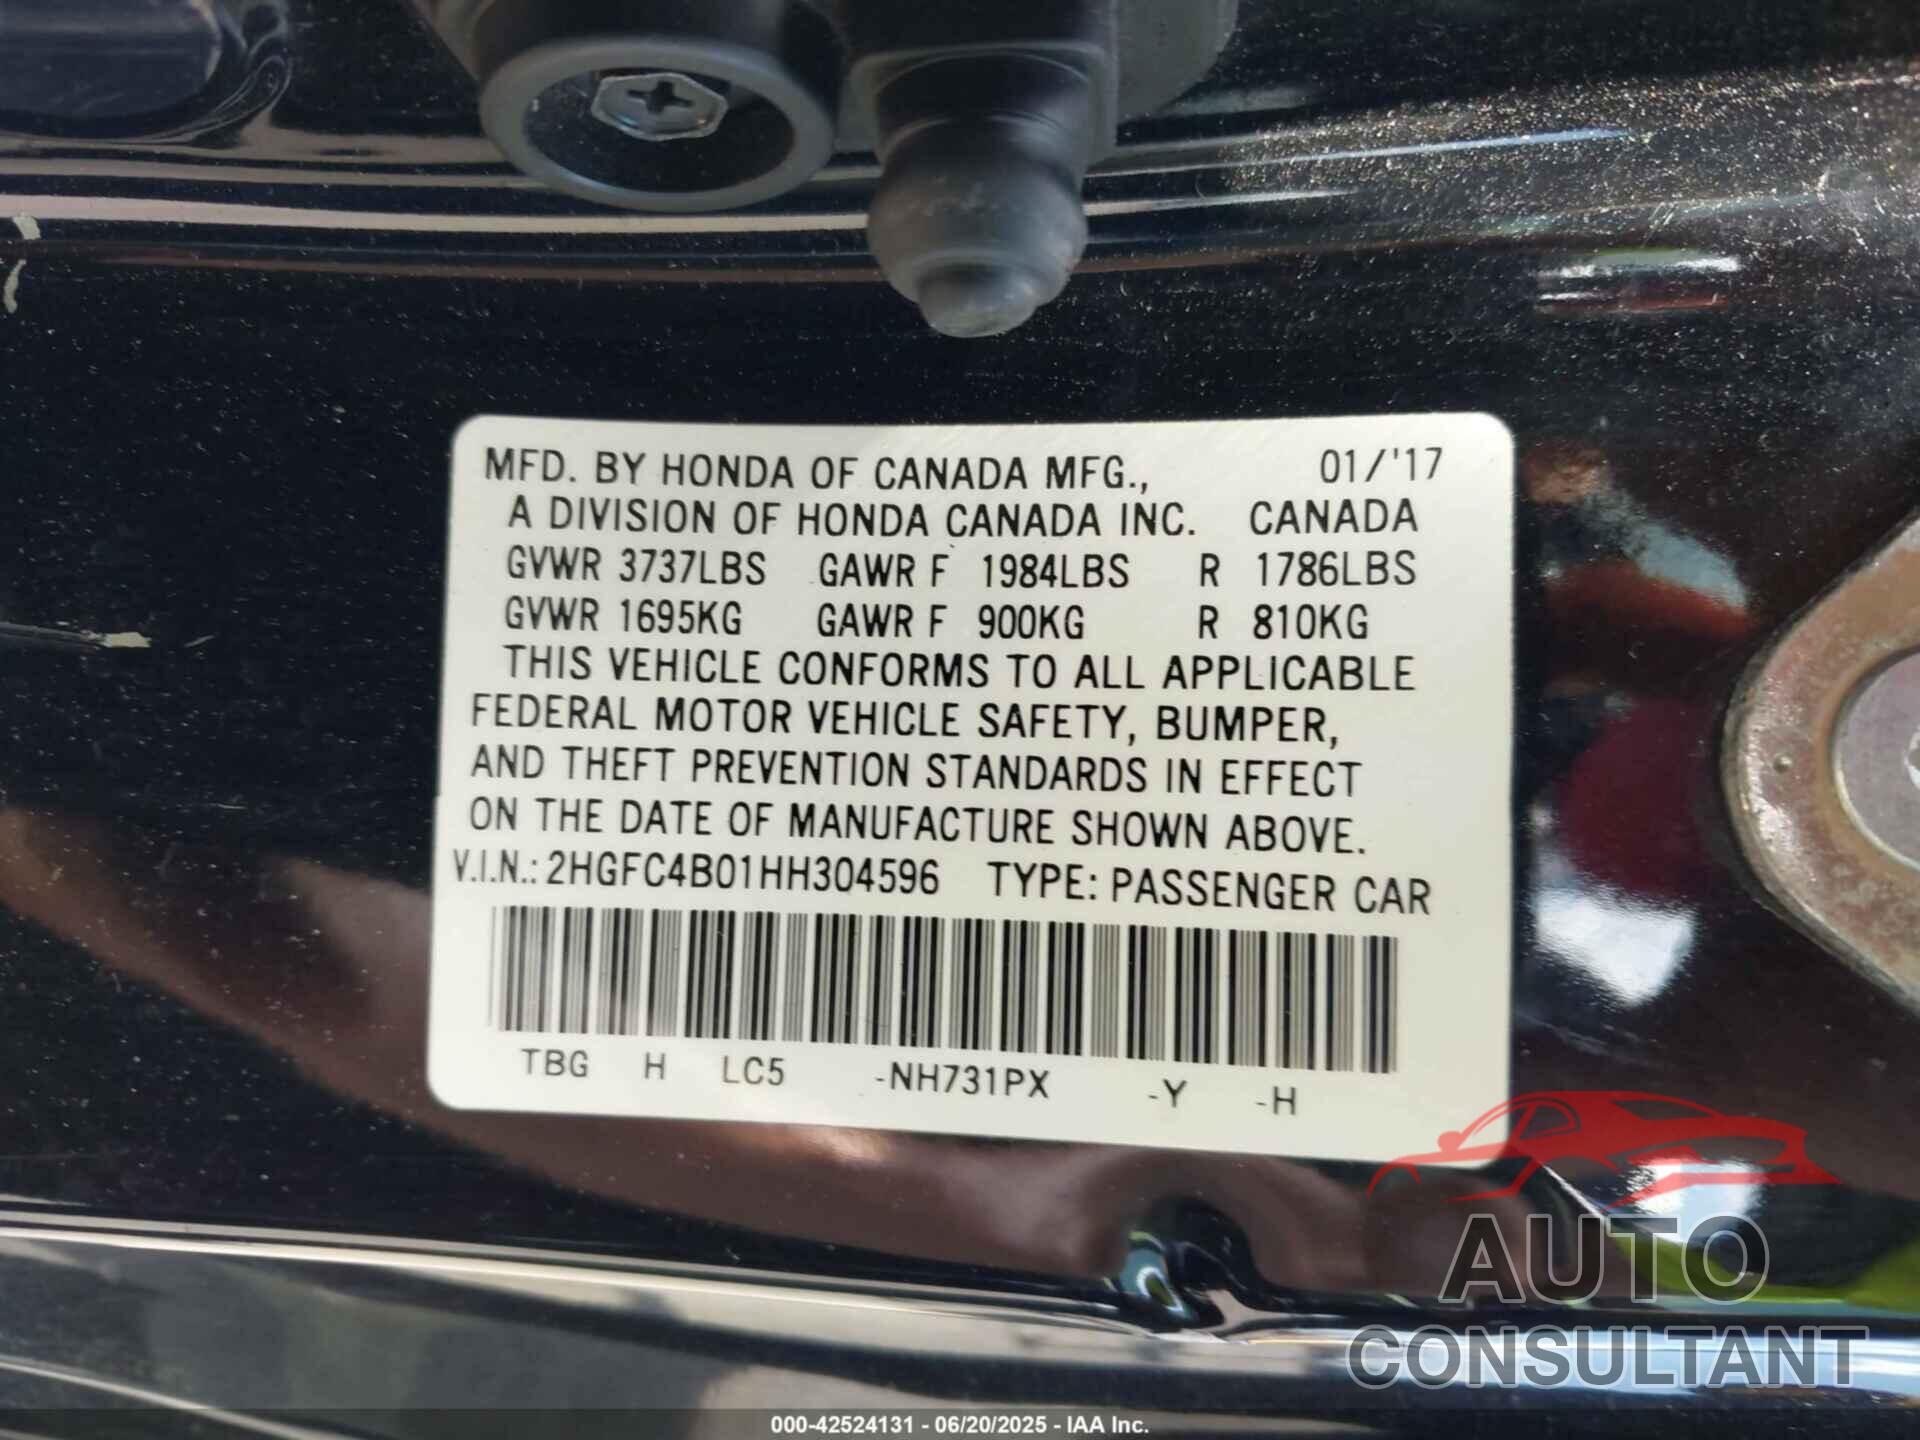 MFD. BY HONDA OF CANADA MFG., 01/'17
A DIVISION OF HONDA CANADA INC. CANADA
GVWR 3737LBS GAWR F 1984LBS R 1786LBS
GVWR 1695KG GAWR F 900KG R 810KG
THIS VEHICLE CONFORMS TO ALL APPLICABLE
FEDERAL MOTOR VEHICLE SAFETY, BUMPER,
AND THEFT PREVENTION STANDARDS IN EFFECT
ON THE DATE OF MANUFACTURE SHOWN ABOVE.
V.I.N.: 2HGFC4B01HH304596 TYPE: PASSENGER CAR
TBG H LC5 -NH731PX -Y -H
AUTO
CONSULTANT
000-42524131 - 06/20/2025 - IAA Inc.